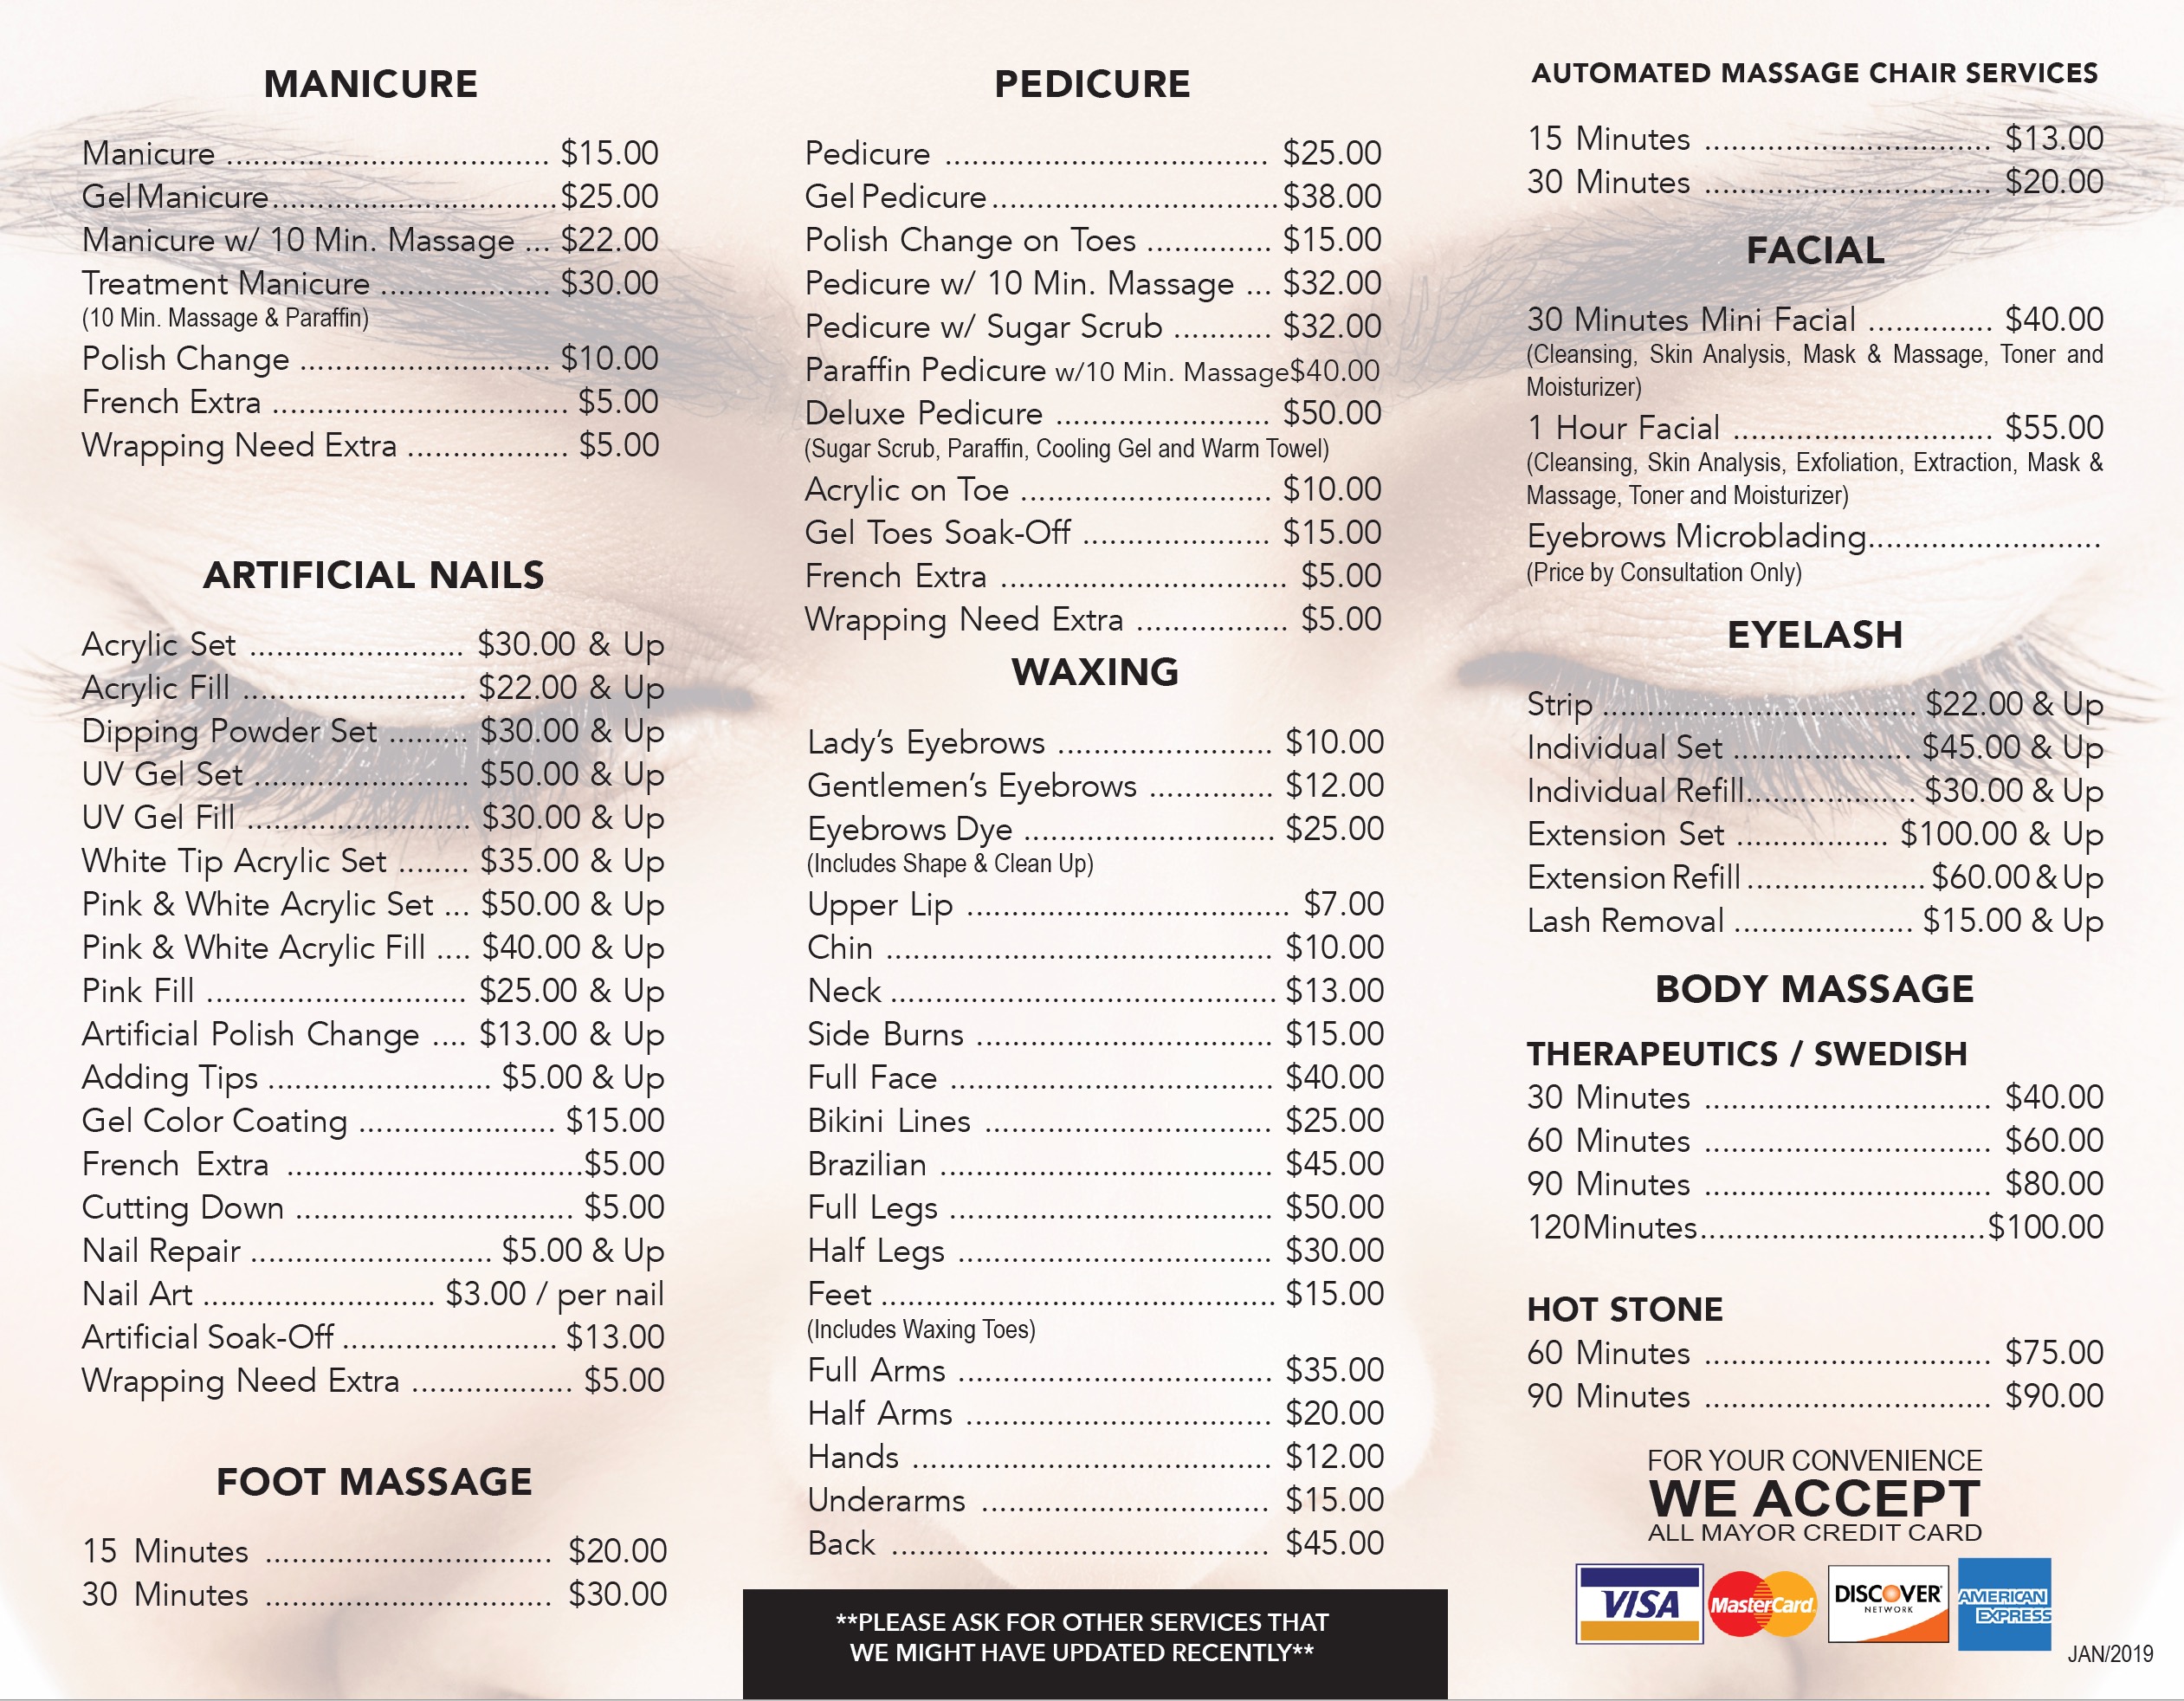 MANICURE
Manicure .................................... $15.00
Gel Manicure................................ $25.00
Manicure w/ 10 Min. Massage ... $22.00
Treatment Manicure ................... $30.00
(10 Min. Massage & Paraffin)
Polish Change ............................ $10.00
French Extra ................................. $5.00
Wrapping Need Extra .................. $5.00
ARTIFICIAL NAILS
Acrylic Set ........................ $30.00 & Up
Acrylic Fill ......................... $22.00 & Up
Dipping Powder Set ......... $30.00 & Up
UV Gel Set ........................ $50.00 & Up
UV Gel Fill ......................... $30.00 & Up
White Tip Acrylic Set ........ $35.00 & Up
Pink & White Acrylic Set ... $50.00 & Up
Pink & White Acrylic Fill .... $40.00 & Up
Pink Fill ............................. $25.00 & Up
Artificial Polish Change .... $13.00 & Up
Adding Tips ......................... $5.00 & Up
Gel Color Coating ...................... $15.00
French Extra .................................$5.00
Cutting Down ............................... $5.00
Nail Repair ........................... $5.00 & Up
Nail Art .......................... $3.00 / per nail
Artificial Soak-Off ........................ $13.00
Wrapping Need Extra .................. $5.00
FOOT MASSAGE
15 Minutes ................................ $20.00
30 Minutes ................................ $30.00
PEDICURE
Pedicure .................................... $25.00
Gel Pedicure................................ $38.00
Polish Change on Toes .............. $15.00
Pedicure w/ 10 Min. Massage ... $32.00
Pedicure w/ Sugar Scrub ........... $32.00
Paraffin Pedicure w/10 Min. Massage$40.00
Deluxe Pedicure ........................ $50.00
(Sugar Scrub, Paraffin, Cooling Gel and Warm Towel)
Acrylic on Toe ............................ $10.00
Gel Toes Soak-Off ..................... $15.00
French Extra ................................ $5.00
Wrapping Need Extra ................. $5.00
WAXING
Lady’s Eyebrows ........................ $10.00
Gentlemen’s Eyebrows .............. $12.00
Eyebrows Dye ............................ $25.00
(Includes Shape & Clean Up)
Upper Lip .................................... $7.00
Chin ........................................... $10.00
Neck ........................................... $13.00
Side Burns ................................. $15.00
Full Face .................................... $40.00
Bikini Lines ................................ $25.00
Brazilian ..................................... $45.00
Full Legs .................................... $50.00
Half Legs ................................... $30.00
Feet ............................................ $15.00
(Includes Waxing Toes)
Full Arms ................................... $35.00
Half Arms .................................. $20.00
Hands ........................................ $12.00
Underarms ................................ $15.00
Back .......................................... $45.00
**PLEASE ASK FOR OTHER SERVICES THAT
WE MIGHT HAVE UPDATED RECENTLY**
AUTOMATED MASSAGE CHAIR SERVICES
15 Minutes ................................ $13.00
30 Minutes ................................ $20.00
FACIAL
30 Minutes Mini Facial .............. $40.00
(Cleansing, Skin Analysis, Mask & Massage, Toner and
Moisturizer)
1 Hour Facial ............................. $55.00
(Cleansing, Skin Analysis, Exfoliation, Extraction, Mask &
Massage, Toner and Moisturizer)
Eyebrows Microblading..........................
(Price by Consultation Only)
EYELASH
Strip ................................... $22.00 & Up
Individual Set .................... $45.00 & Up
Individual Refill................... $30.00 & Up
Extension Set ................. $100.00 & Up
Extension Refill .................... $60.00 & Up
Lash Removal .................... $15.00 & Up
BODY MASSAGE
THERAPEUTICS / SWEDISH
30 Minutes ................................ $40.00
60 Minutes ................................ $60.00
90 Minutes ................................ $80.00
120 Minutes................................ $100.00
HOT STONE
60 Minutes ................................ $75.00
90 Minutes ................................ $90.00
FOR YOUR CONVENIENCE
WE ACCEPT
ALL MAYOR CREDIT CARD
VISA MasterCard DISCOVER NETWORK AMERICAN EXPRESS
JAN/2019